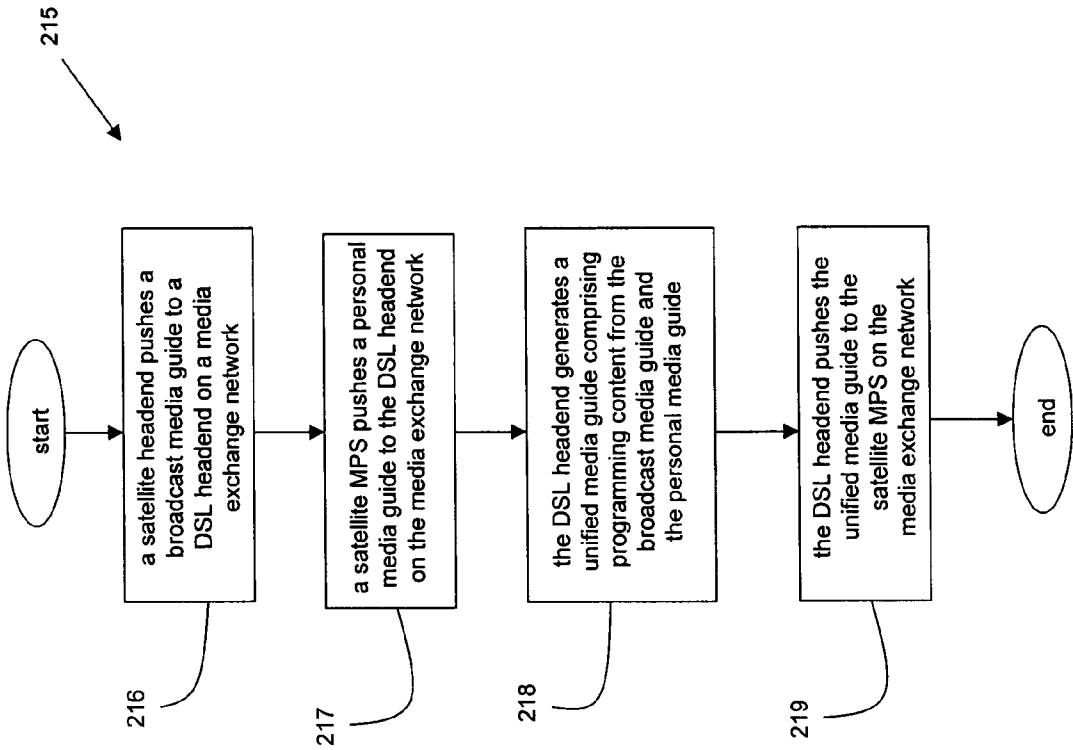 215
start
a satellite headend pushes a
broadcast media guide to a
DSL headend on a media
exchange network
216
a satellite MPS pushes a personal
media guide to the DSL headend
on the media exchange network
217
the DSL headend generates a
unified media guide comprising
programming content from the
broadcast media guide and
the personal media guide
218
the DSL headend pushes the
unified media guide to the
satellite MPS on the
media exchange network
219
end